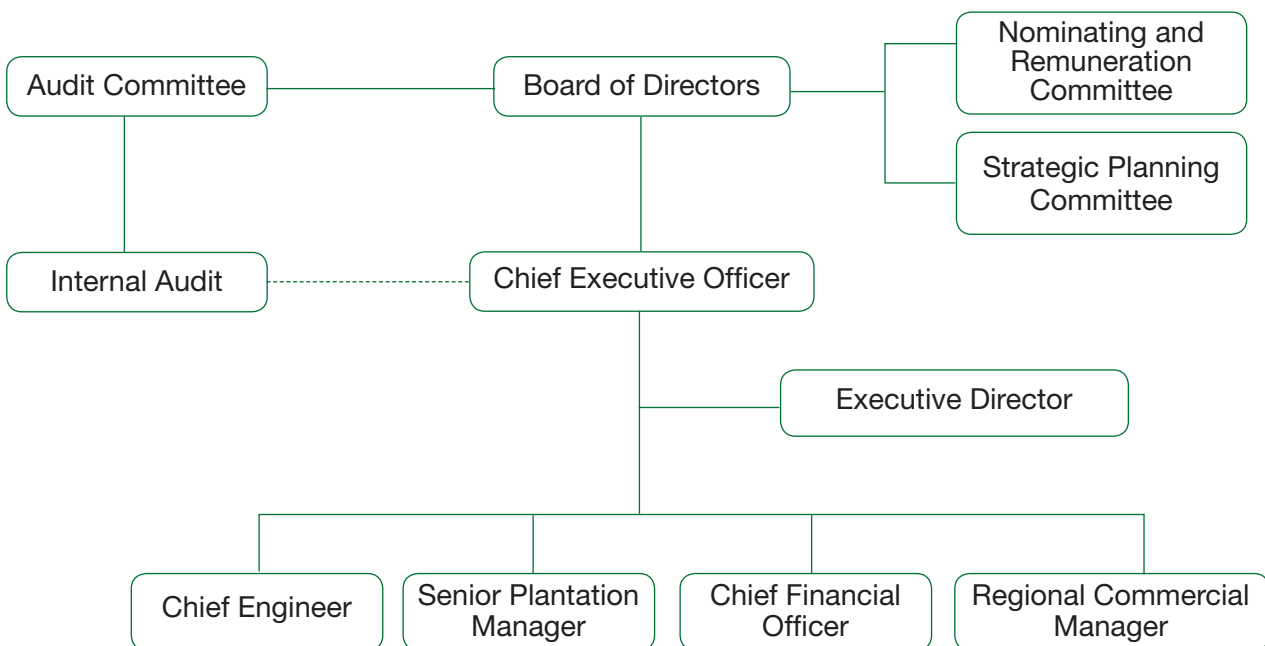 Nominating and
Remuneration
Committee
Audit Committee
Board of Directors
Strategic Planning
Committee
Internal Audit
Chief Executive Officer
Executive Director
Chief Engineer
Senior Plantation
Manager
Chief Financial
Officer
Regional Commercial
Manager